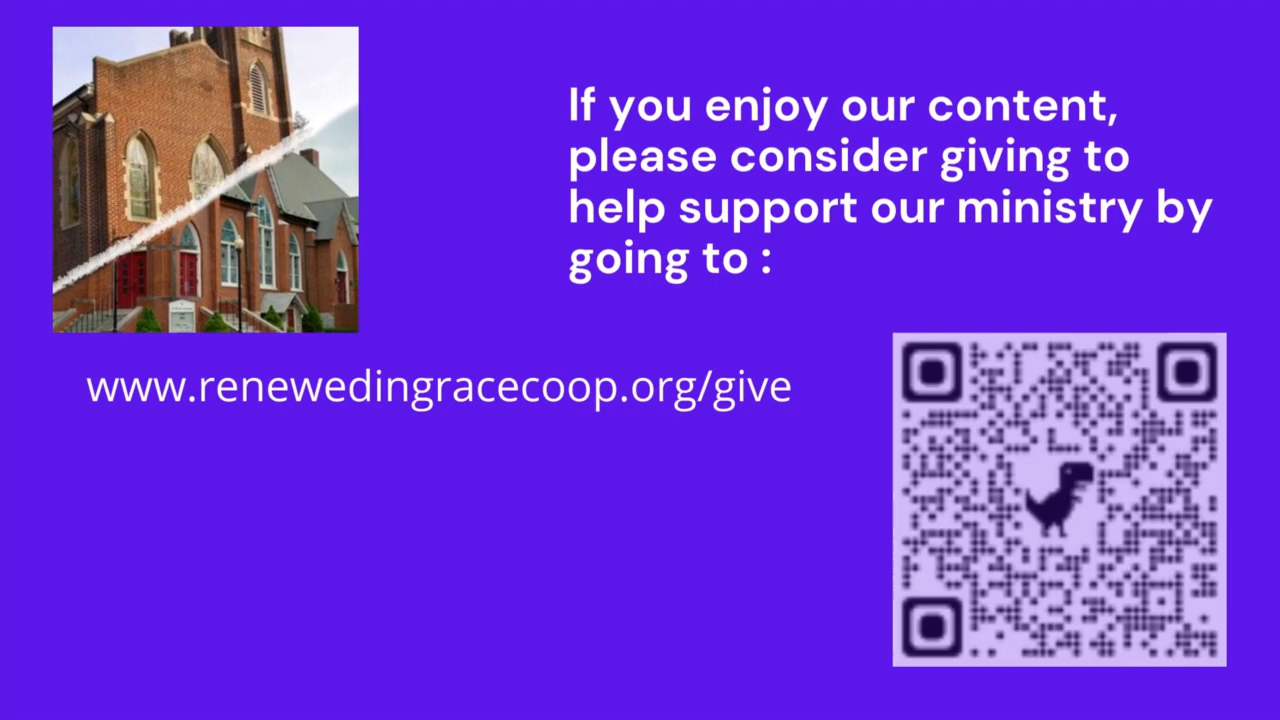 If you enjoy our content,
please consider giving to
help support our ministry by
going to :
www.renewedingracecoop.org/give